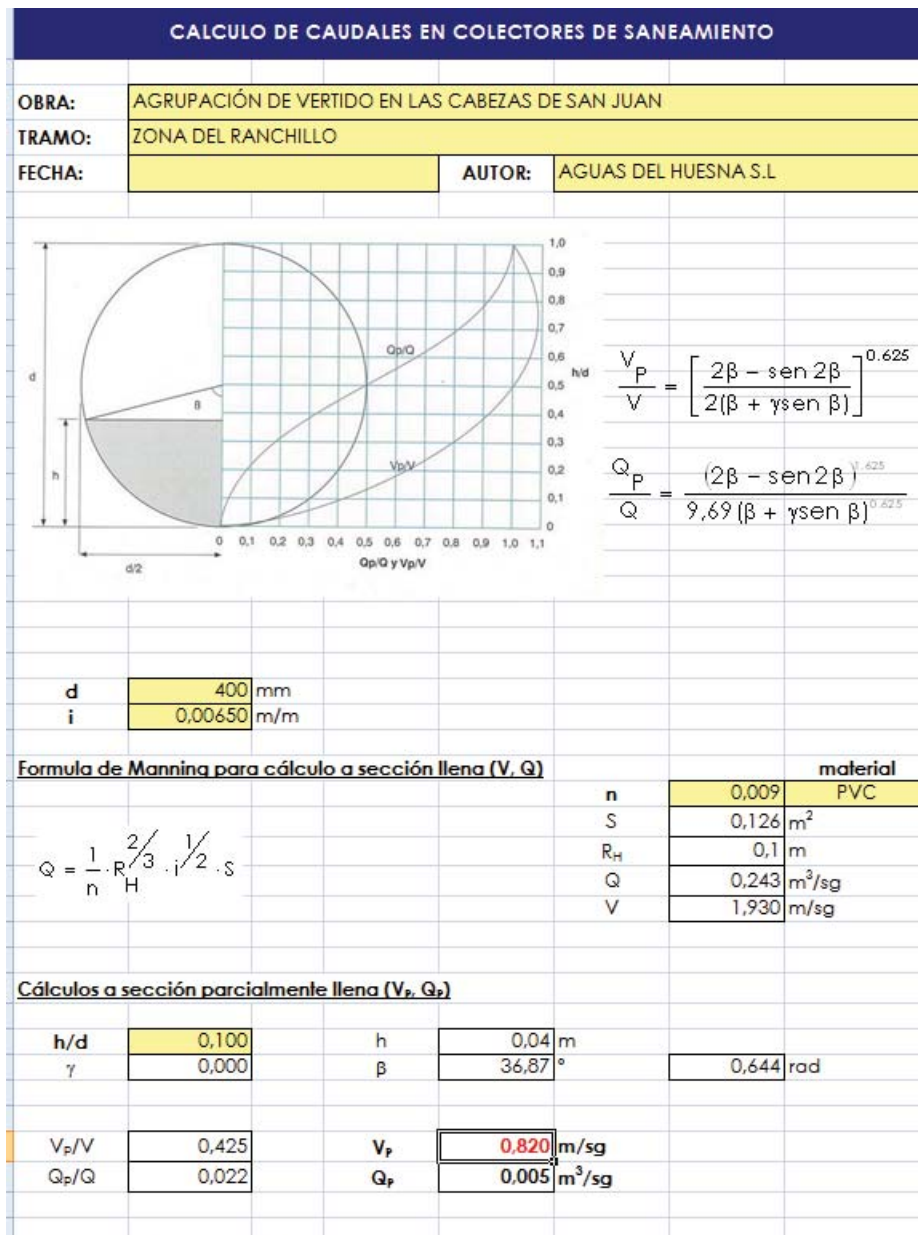 CALCULO DE CAUDALES EN COLECTORES DE SANEAMIENTO
OBRA: AGRUPACIÓN DE VERTIDO EN LAS CABEZAS DE SAN JUAN
TRAMO: ZONA DEL RANCHILLO
FECHA: AUTOR: AGUAS DEL HUESNA S.L
d
h
β
d/2
Qp/Q
Vp/V
1,0
0,9
0,8
0,7
0,6
0,5
0,4
0,3
0,2
0,1
0
h/d
0 0,1 0,2 0,3 0,4 0,5 0,6 0,7 0,8 0,9 1,0 1,1
Qp/Q y Vp/V
V_P/V = [(2β – sen 2β)/(2(β + γsen β))]^0.625
Q_P/Q = (2β – sen2β)^1.625/(9,69 (β + γsen β)^0.625)
d 400 mm
i 0,00650 m/m
Formula de Manning para cálculo a sección llena (V, Q)
material
n 0,009 PVC
S 0,126 m²
R_H 0,1 m
Q 0,243 m³/sg
V 1,930 m/sg
Q = 1/n · R_H^2/3 · i^1/2 · S
Cálculos a sección parcialmente llena (V_P, Q_P)
h/d 0,100 h 0,04 m
γ 0,000 β 36,87 ° 0,644 rad
V_P/V 0,425 V_P 0,820 m/sg
Q_P/Q 0,022 Q_P 0,005 m³/sg